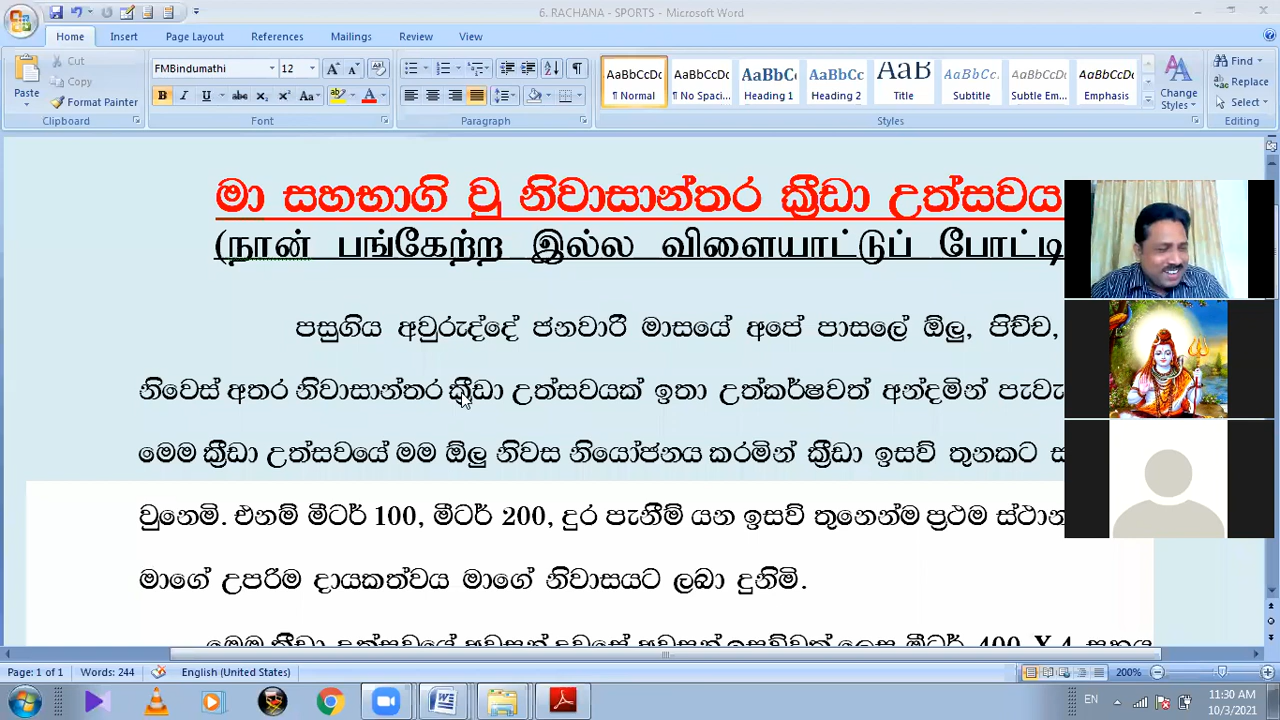 6. RACHANA - SPORTS - Microsoft Word
Home Insert Page Layout References Mailings Review View
Paste
Cut
Copy
Format Painter
Clipboard
FMBindumathi 12
Font
Paragraph
AaBbCcDc AaBbCcDc AaBbCc AaBbCc AaB AaBbCcDc AaBbCcDc AaBbCcDc
¶ Normal ¶ No Spaci... Heading 1 Heading 2 Title Subtitle Subtle Em... Emphasis
Styles
Change Styles
Find
Replace
Select
Editing
මා සහභාගි වු නිවාසාන්තර ක්‍රීඩා උත්සවය
(நான் பங்கேற்ற இல்ல விளையாட்டுப் போட்டி
පසුගිය අවුරුද්දේ ජනවාරි මාසයේ අපේ පාසලේ ඕලු, පිච්ච,
නිවෙස් අතර නිවාසාන්තර ක්‍රීඩා උත්සවයක් ඉතා උත්කර්ෂවත් අන්දමින්
මෙම ක්‍රීඩා උත්සවයේ මම ඕලු නිවස නියෝජනය කරමින් ක්‍රීඩා ඉසව් තුනකට
වුනෙමි. එනම් මීටර් 100, මීටර් 200, දුර පැනීම් යන ඉසව් තුනෙන්ම ප්‍රථම
මාගේ උපරිම දායකත්වය මාගේ නිවාසයට ලබා දුනිමි.
Page: 1 of 1 Words: 244 English (United States) 200%
EN 11:30 AM
10/3/2021